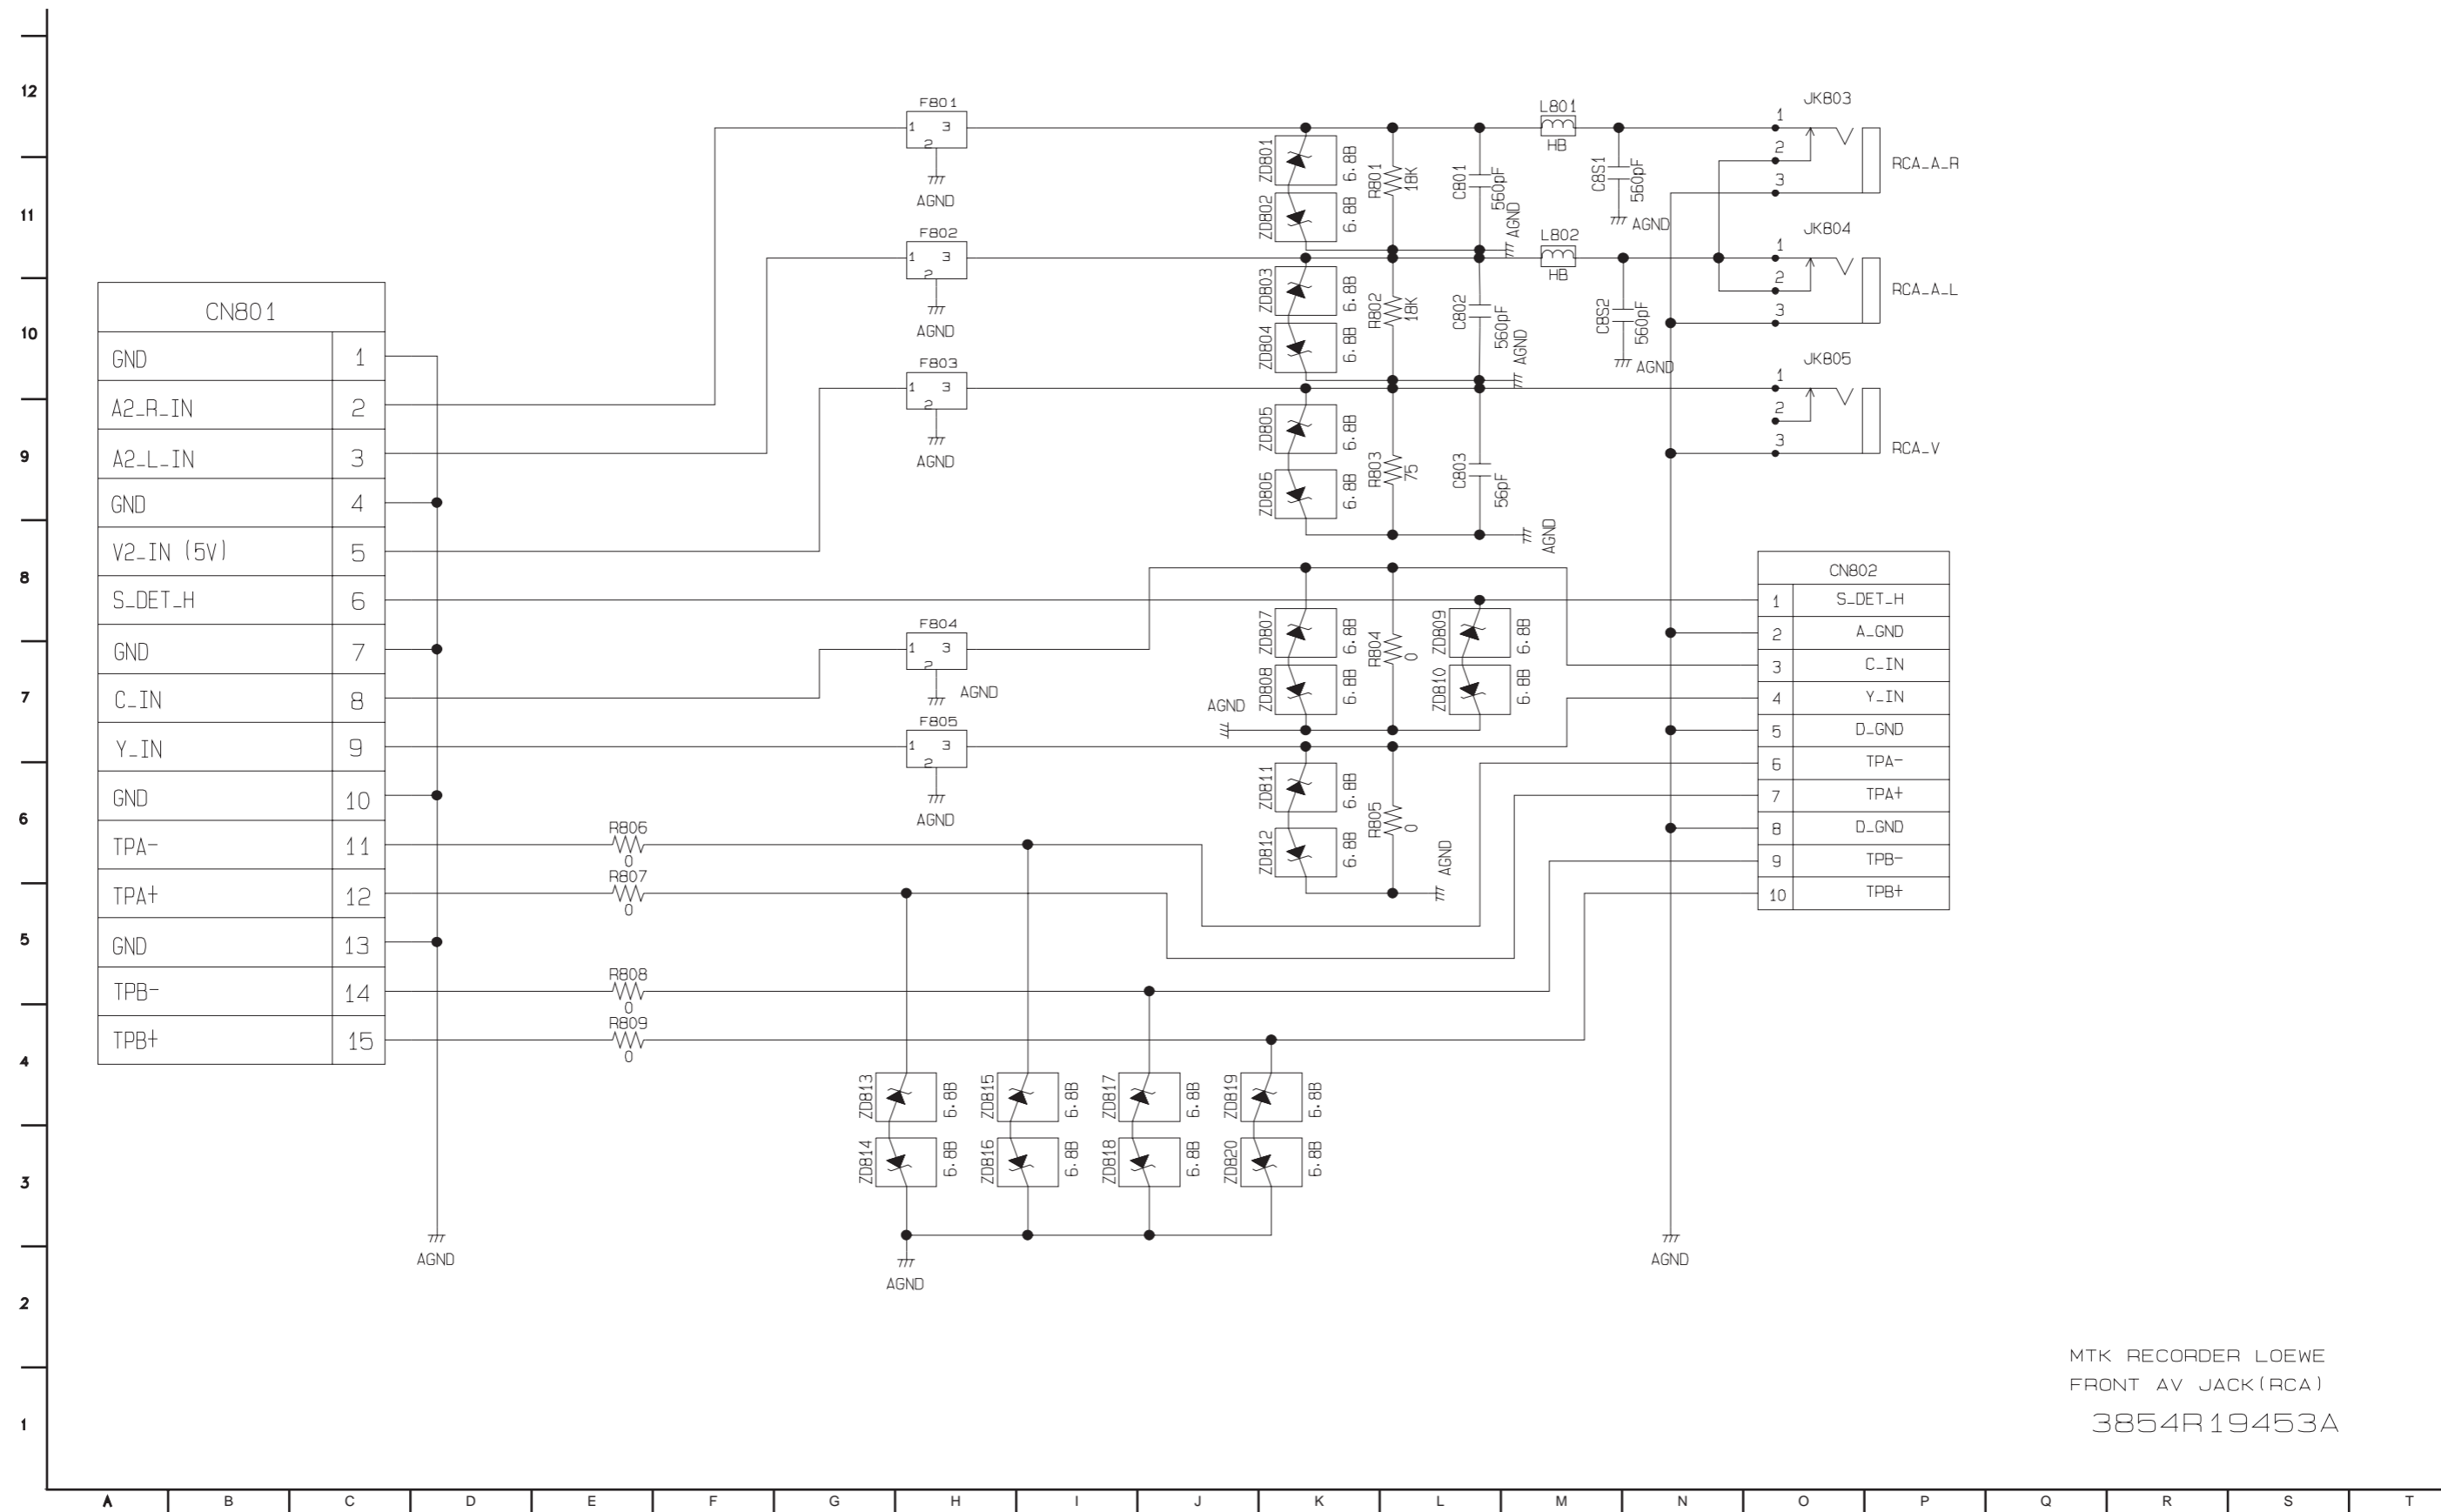 12
11
10
9
8
7
6
5
4
3
2
1
A B C D E F G H I J K L M N O P Q R S T
CN801
GND 1
A2_R_IN 2
A2_L_IN 3
GND 4
V2_IN (5V) 5
S_DET_H 6
GND 7
C_IN 8
Y_IN 9
GND 10
TPA- 11
TPA+ 12
GND 13
TPB- 14
TPB+ 15
AGND
F801
1 3
2
AGND
F802
1 3
2
AGND
F803
1 3
2
AGND
F804
1 3
2
AGND
F805
1 3
2
AGND
R806
0
R807
0
R808
0
R809
0
ZD801 6.8B
ZD802 6.8B
R801 18K
C801 560pF
AGND
L801
HB
C8S1 560pF
AGND
ZD803 6.8B
ZD804 6.8B
R802 18K
C802 560pF
AGND
L802
HB
C8S2 560pF
AGND
ZD805 6.8B
ZD806 6.8B
R803 75
C803 56pF
AGND
ZD807 6.8B
ZD808 6.8B
R804 0
ZD809 6.8B
ZD810 6.8B
AGND
ZD811 6.8B
ZD812 6.8B
R805 0
AGND
ZD813 6.8B
ZD814 6.8B
ZD815 6.8B
ZD816 6.8B
ZD817 6.8B
ZD818 6.8B
ZD819 6.8B
ZD820 6.8B
AGND
JK803
1
2
3
RCA_A_R
JK804
1
2
3
RCA_A_L
JK805
1
2
3
RCA_V
CN802
1 S_DET_H
2 A_GND
3 C_IN
4 Y_IN
5 D_GND
6 TPA-
7 TPA+
8 D_GND
9 TPB-
10 TPB+
AGND
MTK RECORDER LOEWE
FRONT AV JACK(RCA)
3854R19453A